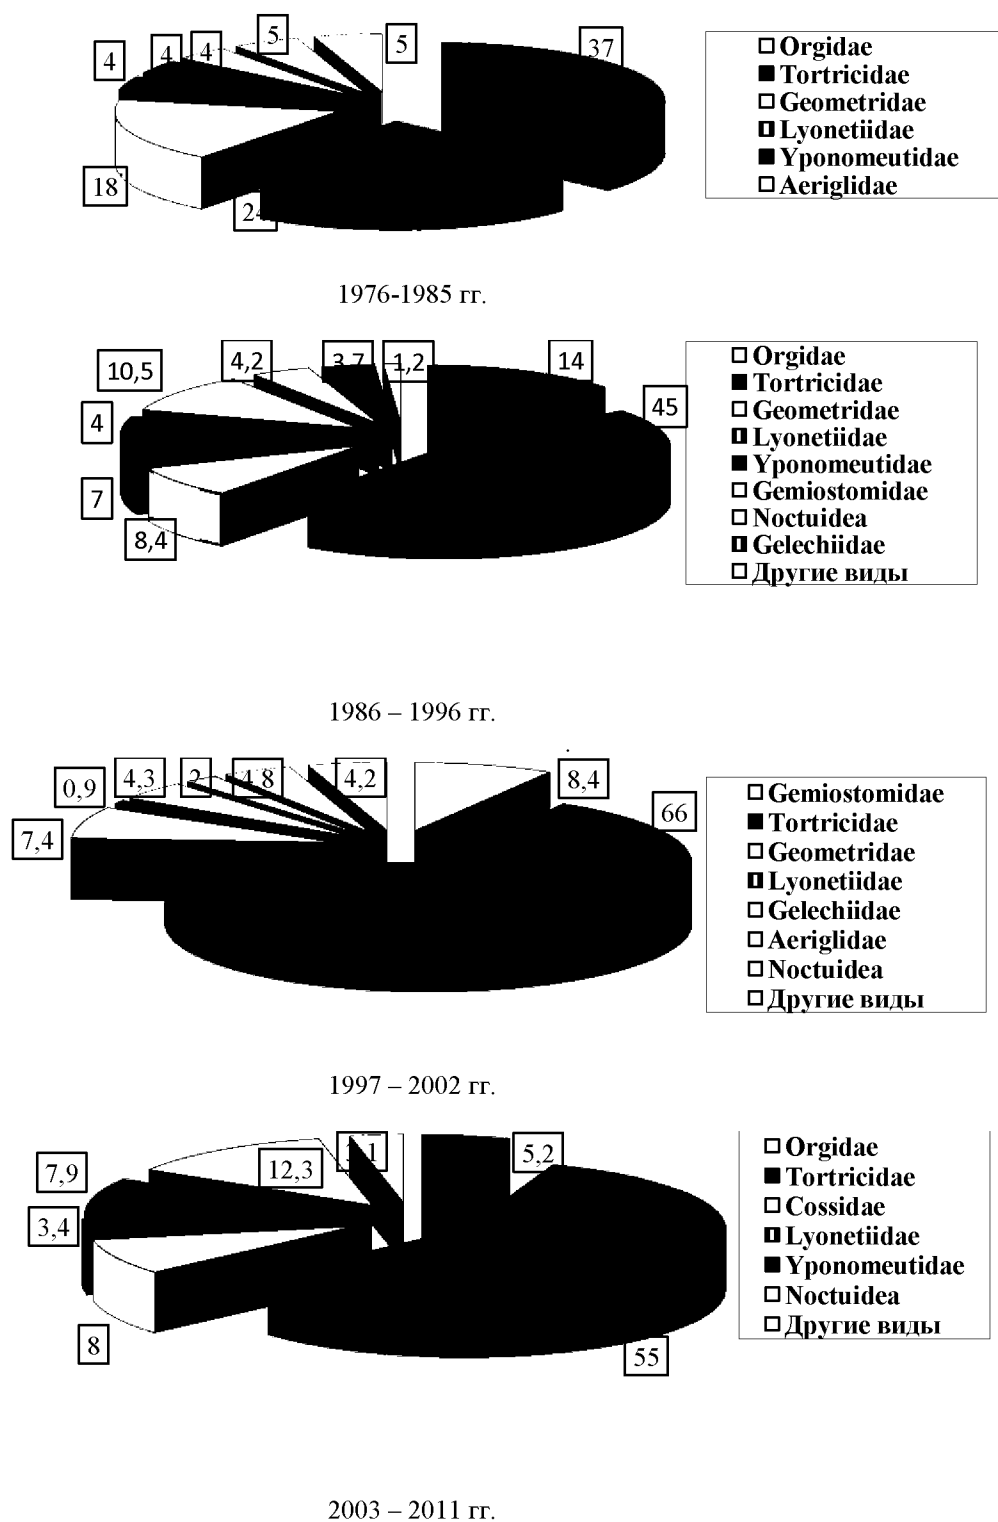 37
5
5
4
4
4
18
Orgidae
Tortricidae
Geometridae
Lyonetiidae
Yponomeutidae
Aeriglidae
1976-1985 гг.
14
45
1,2
3,7
4,2
10,5
4
7
8,4
Orgidae
Tortricidae
Geometridae
Lyonetiidae
Yponomeutidae
Gemiostomidae
Noctuidea
Gelechiidae
Другие виды
1986 – 1996 гг.
8,4
66
4,2
4,8
2
4,3
0,9
7,4
Gemiostomidae
Tortricidae
Geometridae
Lyonetiidae
Gelechiidae
Aeriglidae
Noctuidea
Другие виды
1997 – 2002 гг.
5,2
12,3
7,9
3,4
8
55
Orgidae
Tortricidae
Cossidae
Lyonetiidae
Yponomeutidae
Noctuidea
Другие виды
2003 – 2011 гг.